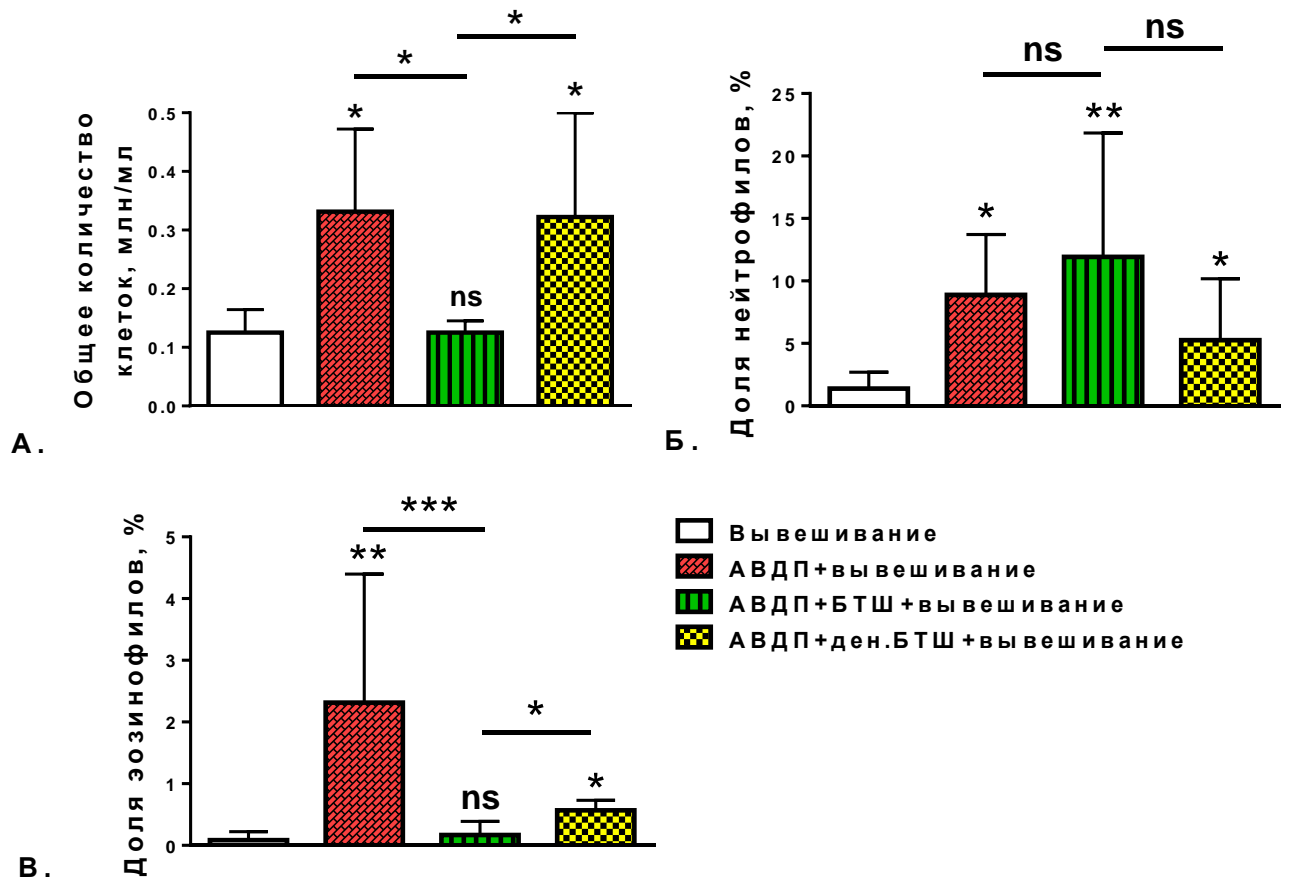 *
*
Общее количество
клеток, млн/мл
0.5
0.4
0.3
0.2
0.1
0.0
*
ns
*
А.
ns
ns
Доля нейтрофилов, %
25
20
15
10
5
0
*
**
*
Б.
***
*
Доля эозинофилов, %
5
4
3
2
1
0
**
ns
*
В.
Вывешивание
АВДП+вывешивание
АВДП+БТШ+вывешивание
АВДП+ден.БТШ+вывешивание